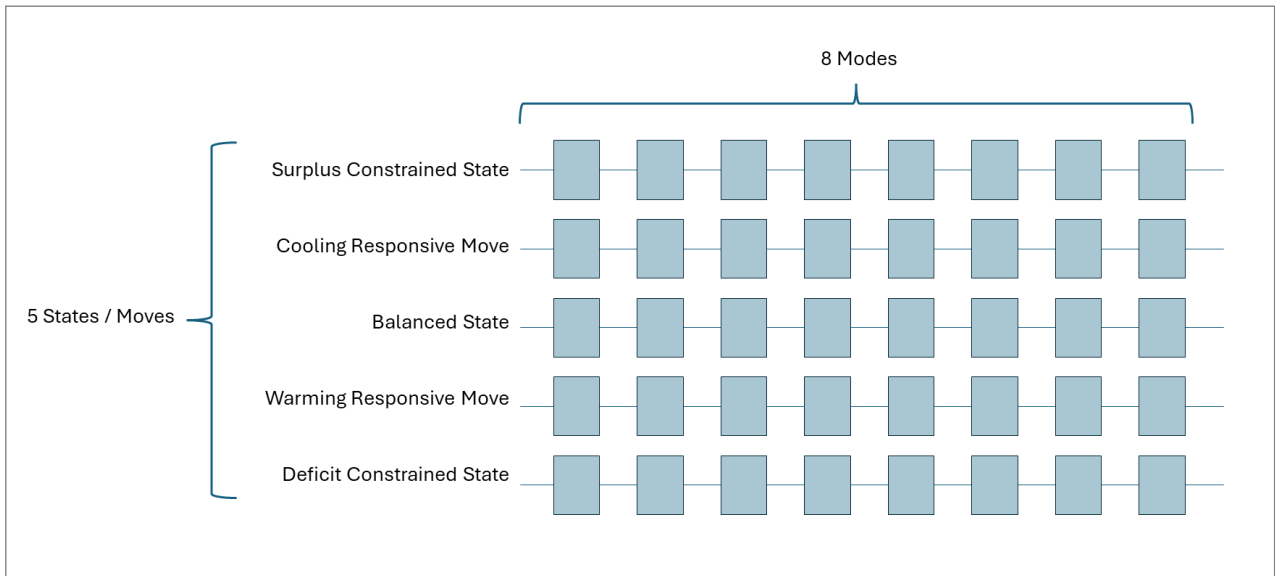 8 Modes
Surplus Constrained State
Cooling Responsive Move
5 States / Moves
Balanced State
Warming Responsive Move
Deficit Constrained State